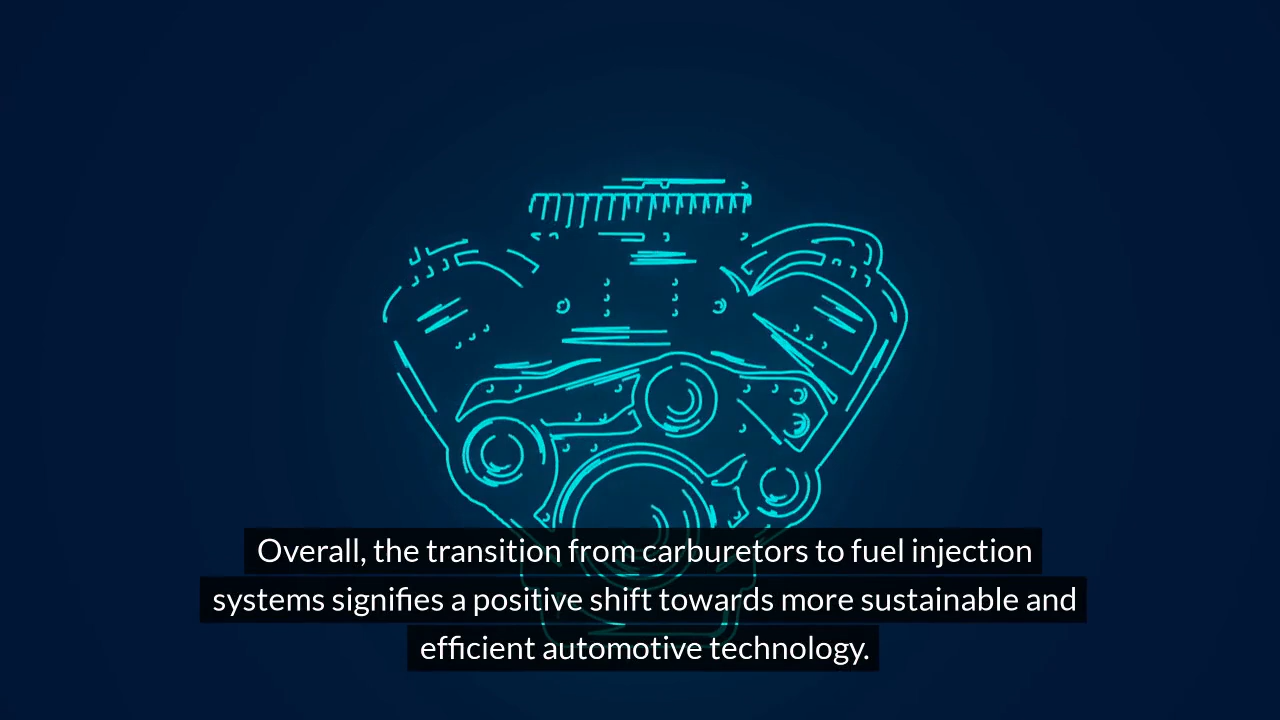 Overall, the transition from carburetors to fuel injection
systems signifies a positive shift towards more sustainable and
efficient automotive technology.